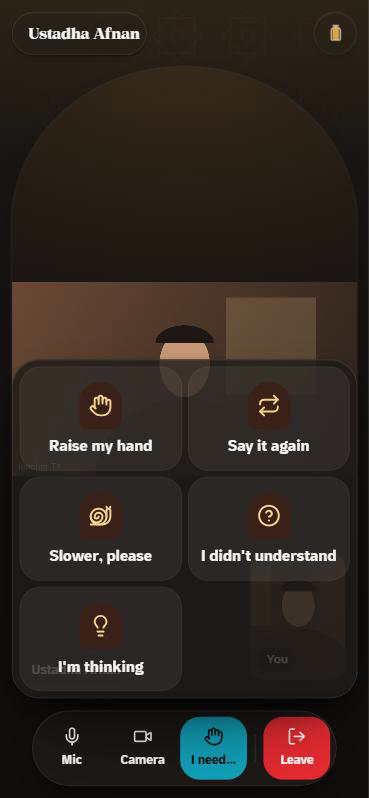 Ustadha Afnan
Raise my hand
Say it again
Slower, please
I didn't understand
I'm thinking
You
Mic
Camera
I need...
Leave